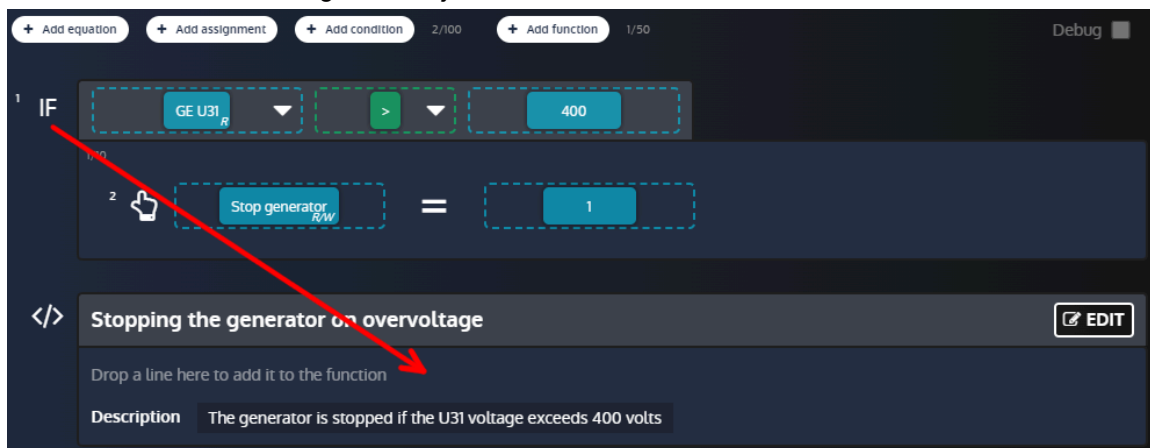 + Add equation + Add assignment + Add condition 2/100 + Add function 1/50 Debug
1 IF GE U31 R > 400
1/10
2 Stop generator R/W = 1
</> Stopping the generator on overvoltage EDIT
Drop a line here to add it to the function
Description The generator is stopped if the U31 voltage exceeds 400 volts